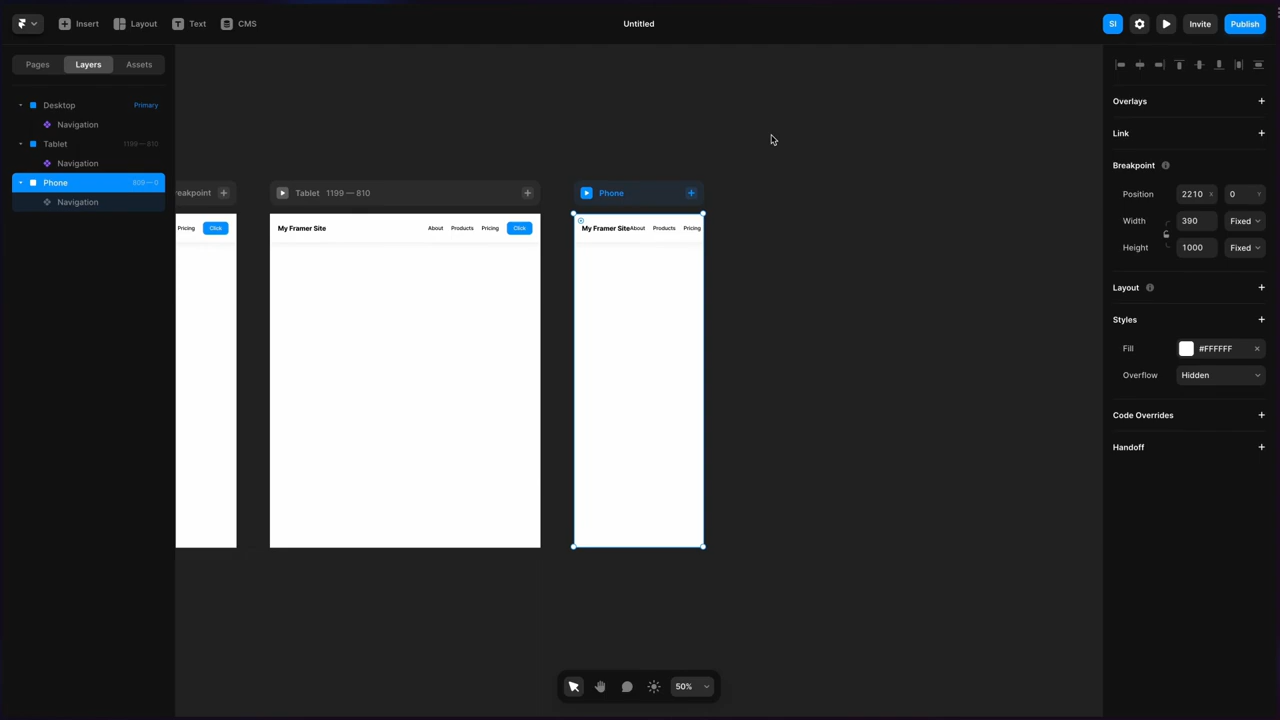 Insert
Layout
Text
CMS
Untitled
SI
Invite
Publish
Pages
Layers
Assets
Desktop
Primary
Navigation
Tablet
1199 — 810
Navigation
Phone
809 — 0
Navigation
reakpoint
Tablet 1199 — 810
Phone
Pricing
Click
My Framer Site
About
Products
Pricing
Click
My Framer Site
About
Products
Pricing
50%
Overlays
Link
Breakpoint
Position
2210 X
0 Y
Width
390
Fixed
Height
1000
Fixed
Layout
Styles
Fill
#FFFFFF
Overflow
Hidden
Code Overrides
Handoff